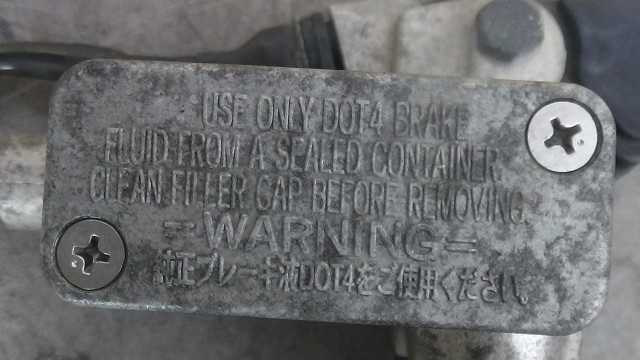 USE ONLY DOT4 BRAKE
FLUID FROM A SEALED CONTAINER.
CLEAN FILLER CAP BEFORE REMOVING.
=WARNING=
純正ブレーキ液DOT4をご使用ください。